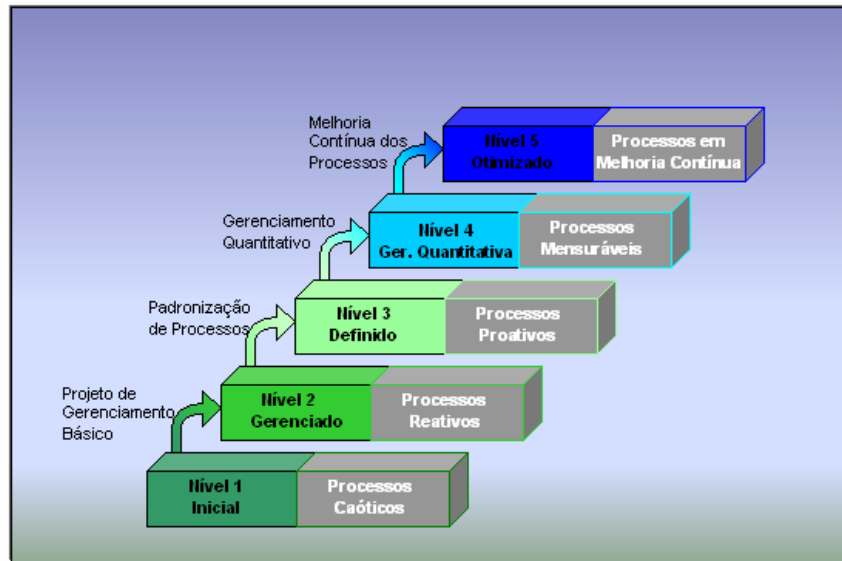 Melhoria
Contínua dos
Processos
Nível 5
Otimizado
Processos em
Melhoria Contínua
Gerenciamento
Quantitativo
Nível 4
Ger. Quantitativa
Processos
Mensuráveis
Padronização
de Processos
Nível 3
Definido
Processos
Proativos
Projeto de
Gerenciamento
Básico
Nível 2
Gerenciado
Processos
Reativos
Nível 1
Inicial
Processos
Caóticos